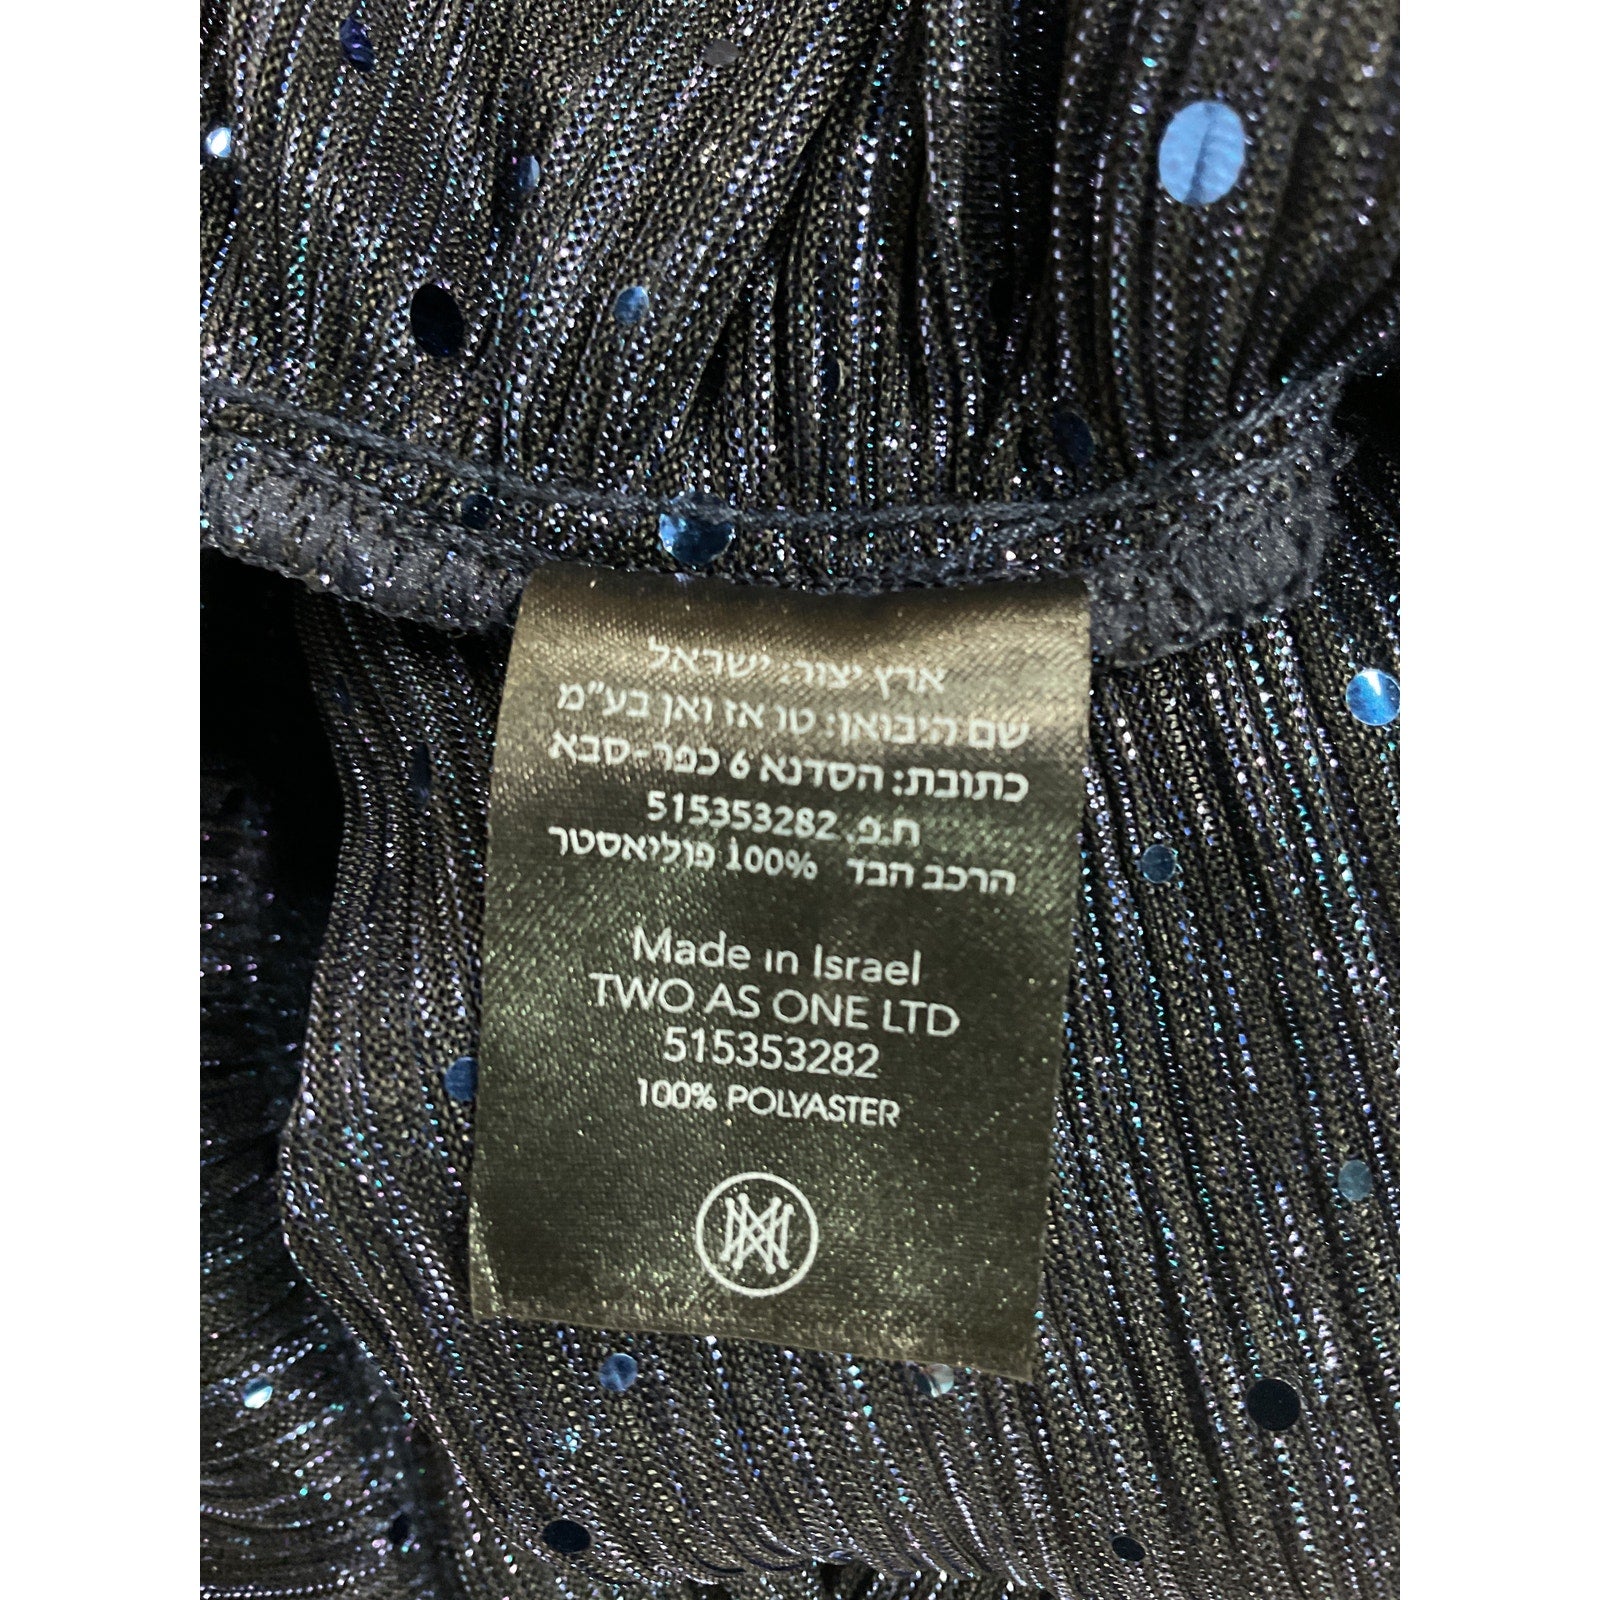 ארץ יצור: ישראל
שם היבואן: טו אז וואן בע"מ
כתובת: הסדנא 6 כפר-סבא
ח.פ. 515353282
הרכב הבד 100% פוליאסטר
Made in Israel
TWO AS ONE LTD
515353282
100% POLYASTER